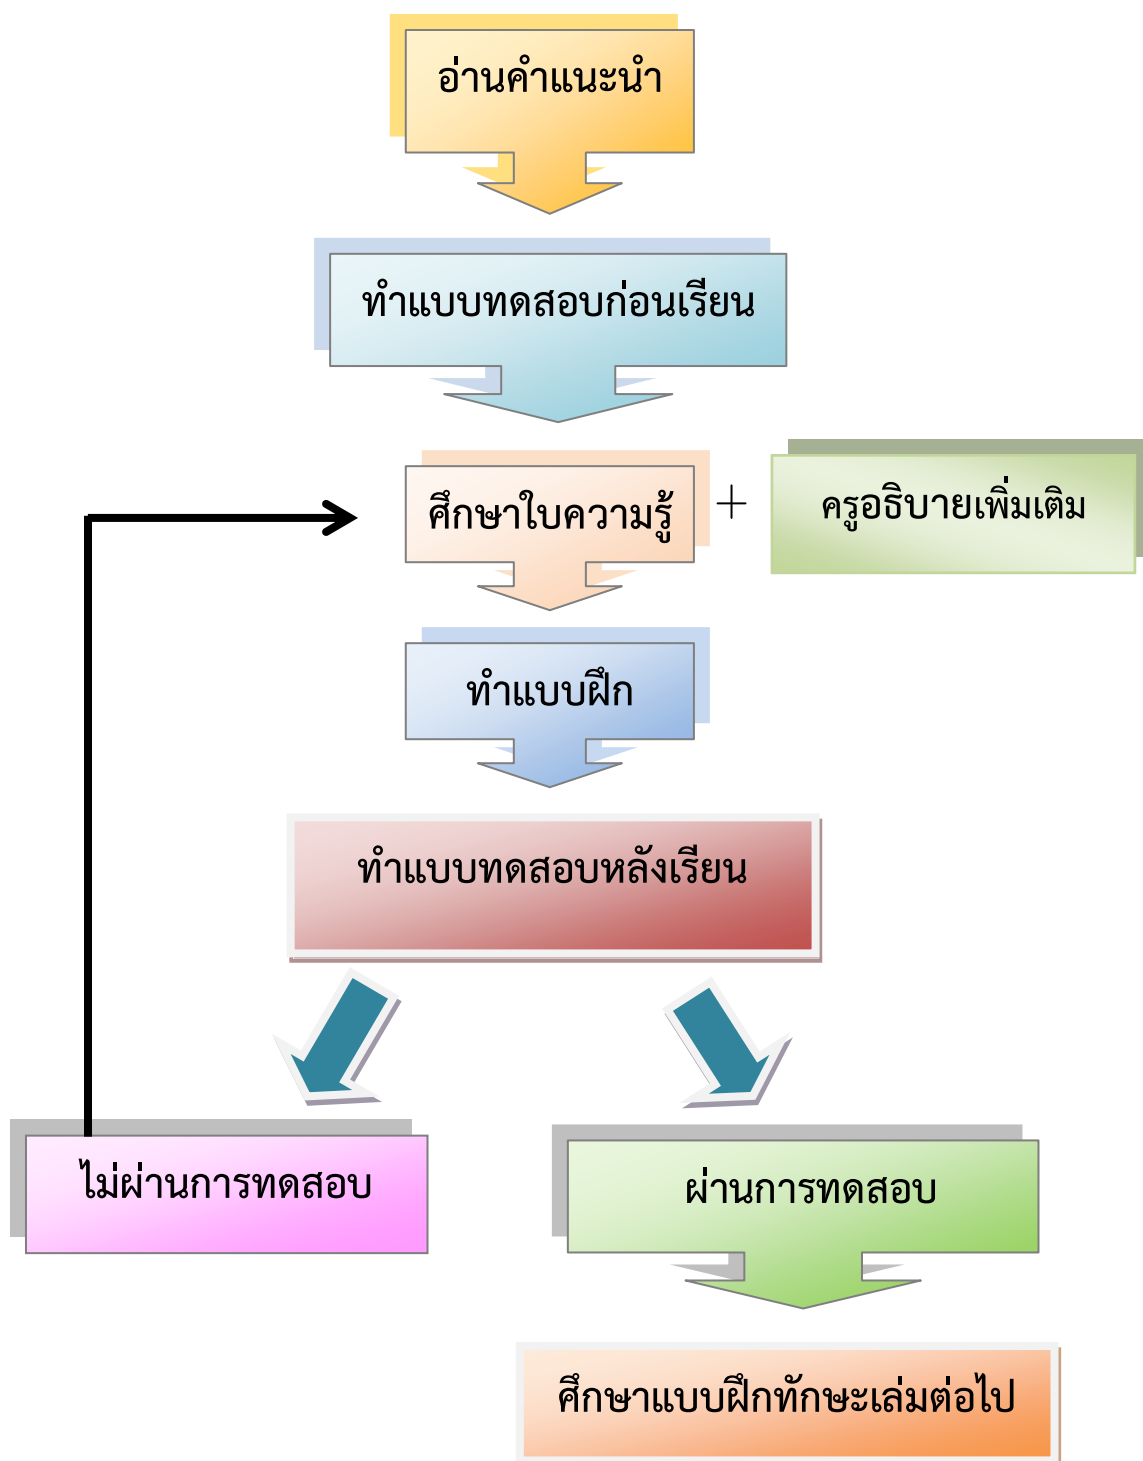 อ่านคำแนะนำ
ทำแบบทดสอบก่อนเรียน
ศึกษาใบความรู้
+
ครูอธิบายเพิ่มเติม
ทำแบบฝึก
ทำแบบทดสอบหลังเรียน
ไม่ผ่านการทดสอบ
ผ่านการทดสอบ
ศึกษาแบบฝึกทักษะเล่มต่อไป